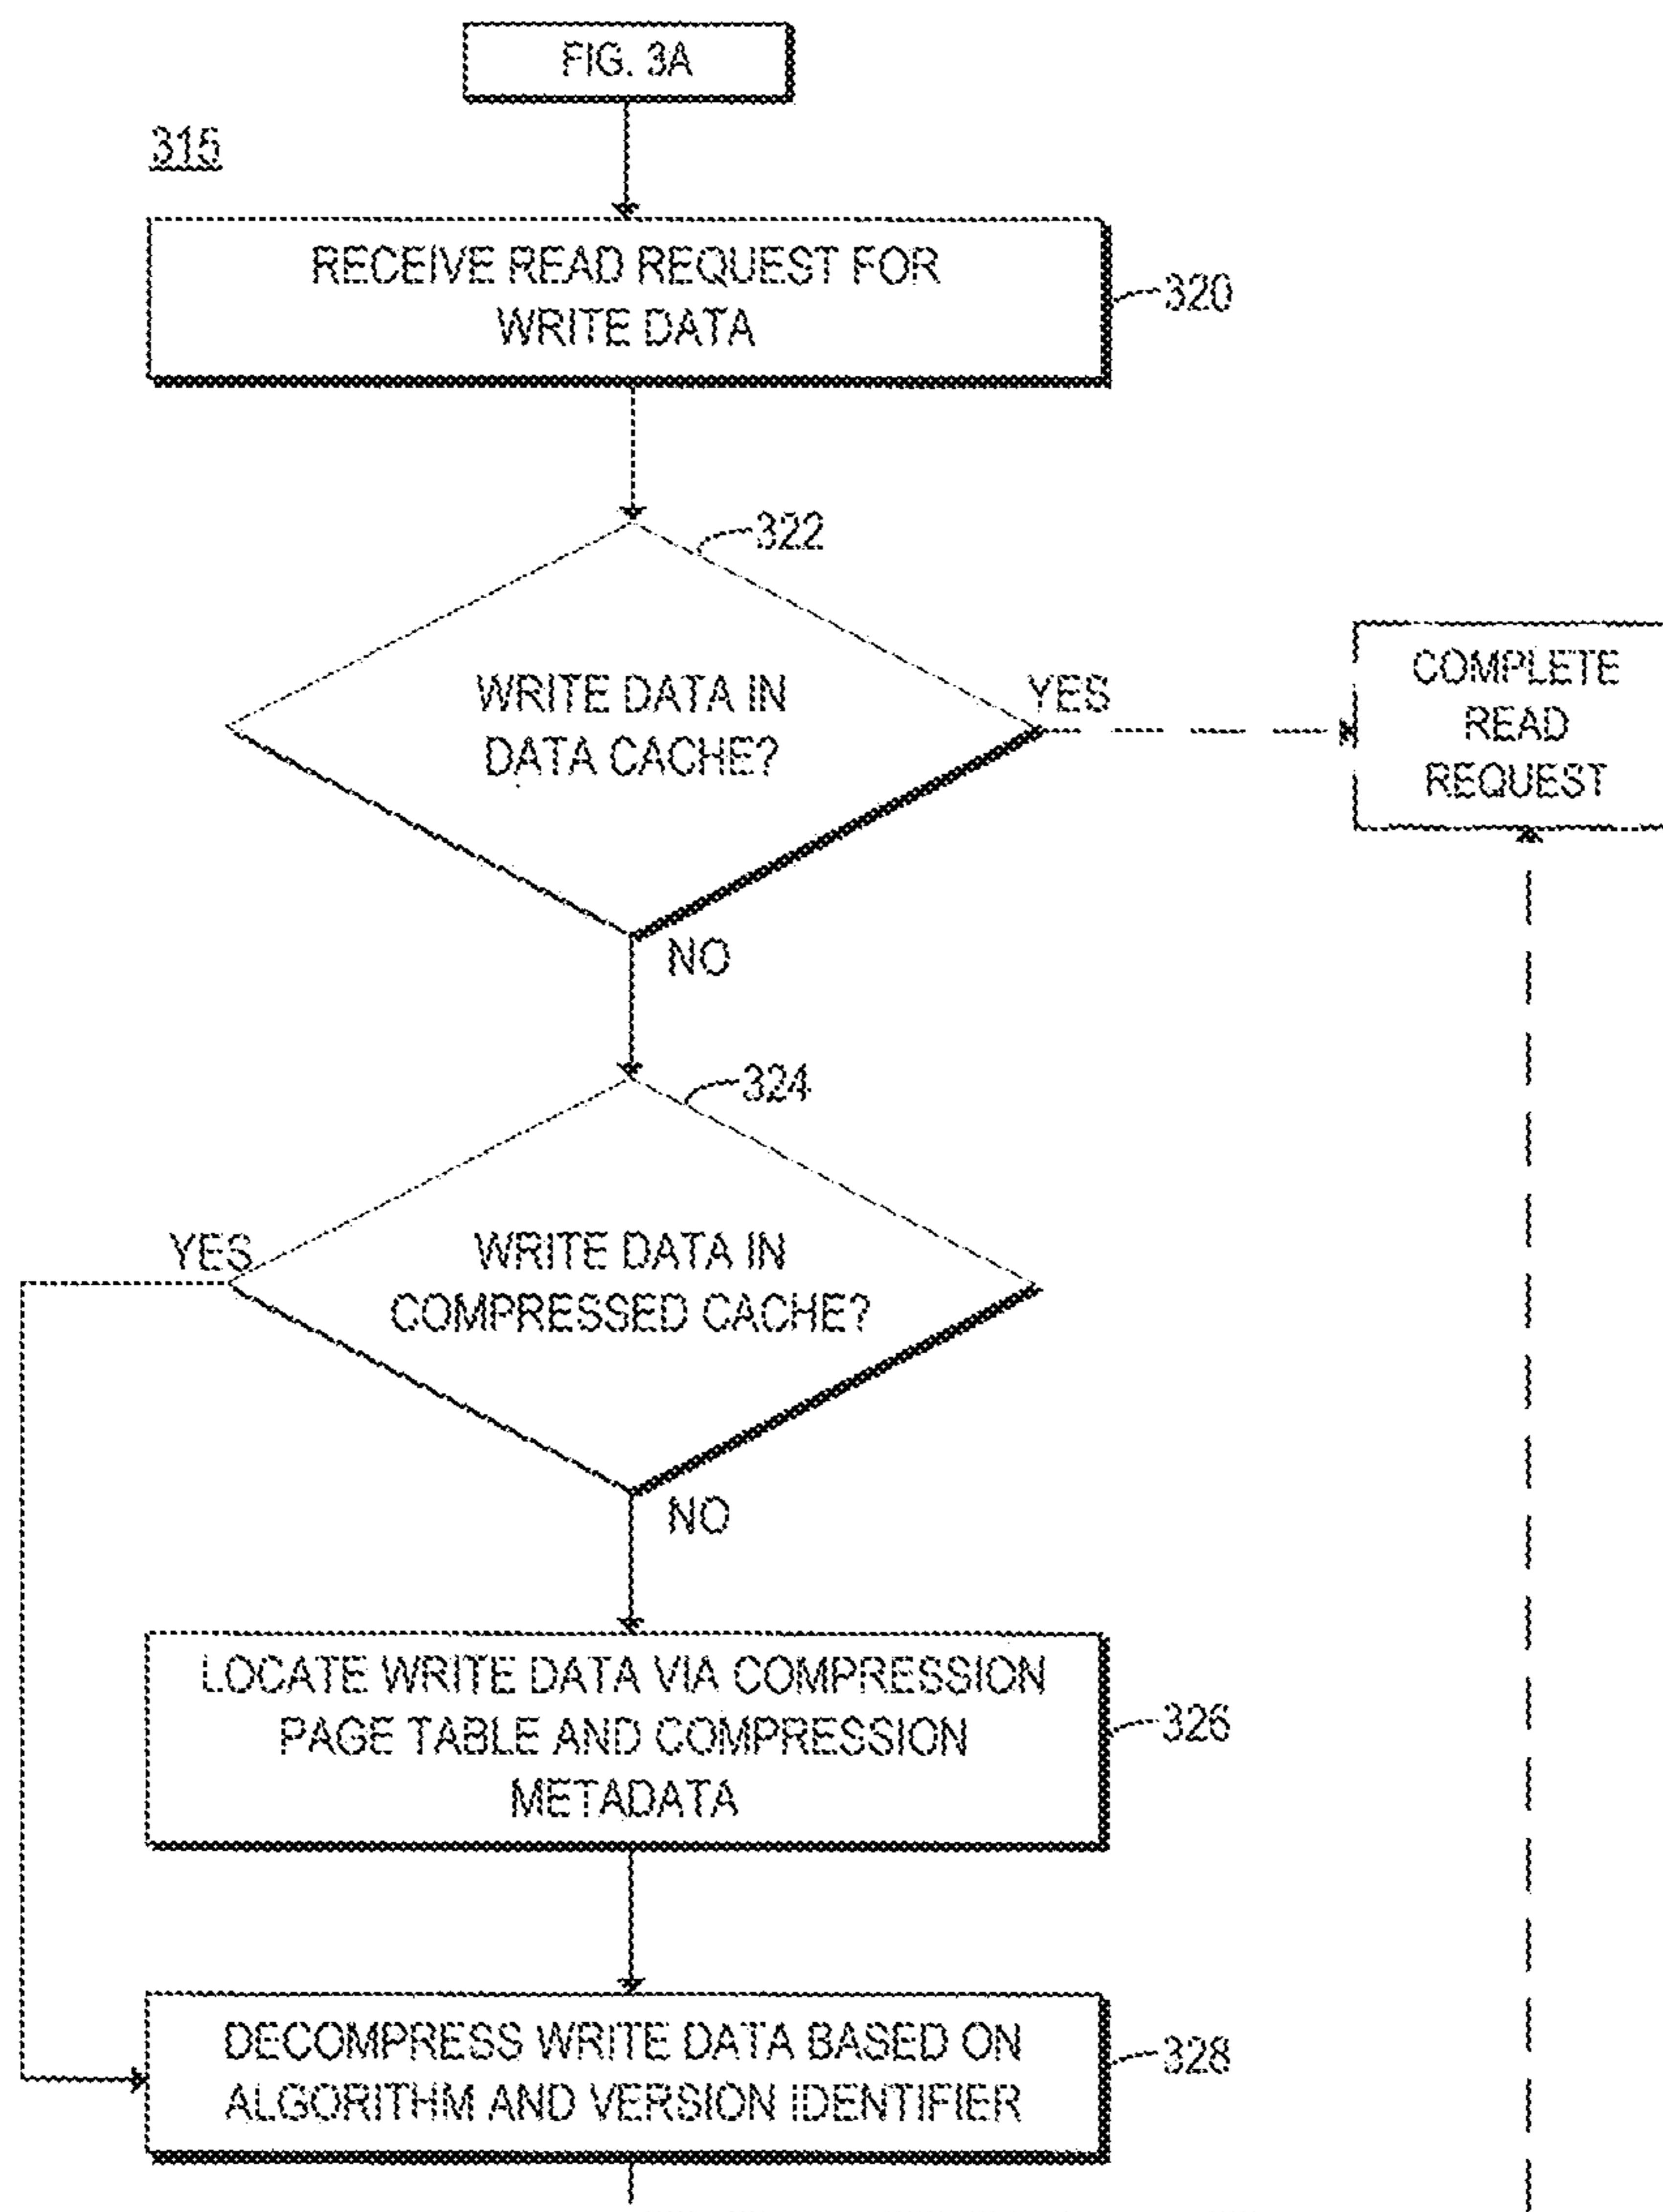 FIG. 3A
315
RECEIVE READ REQUEST FOR
WRITE DATA
320
322
WRITE DATA IN
DATA CACHE?
YES
COMPLETE
READ
REQUEST
NO
324
YES
WRITE DATA IN
COMPRESSED CACHE?
NO
LOCATE WRITE DATA VIA COMPRESSION
PAGE TABLE AND COMPRESSION
METADATA
326
DECOMPRESS WRITE DATA BASED ON
ALGORITHM AND VERSION IDENTIFIER
328